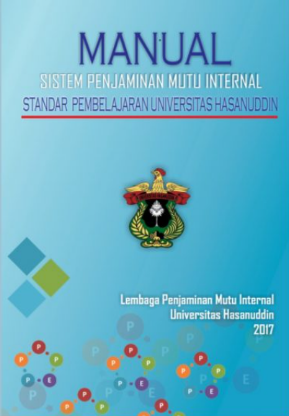 MANUAL
SISTEM PENJAMINAN MUTU INTERNAL
STANDAR PEMBELAJARAN UNIVERSITAS HASANUDDIN
Lembaga Penjaminan Mutu Internal
Universitas Hasanuddin
2017